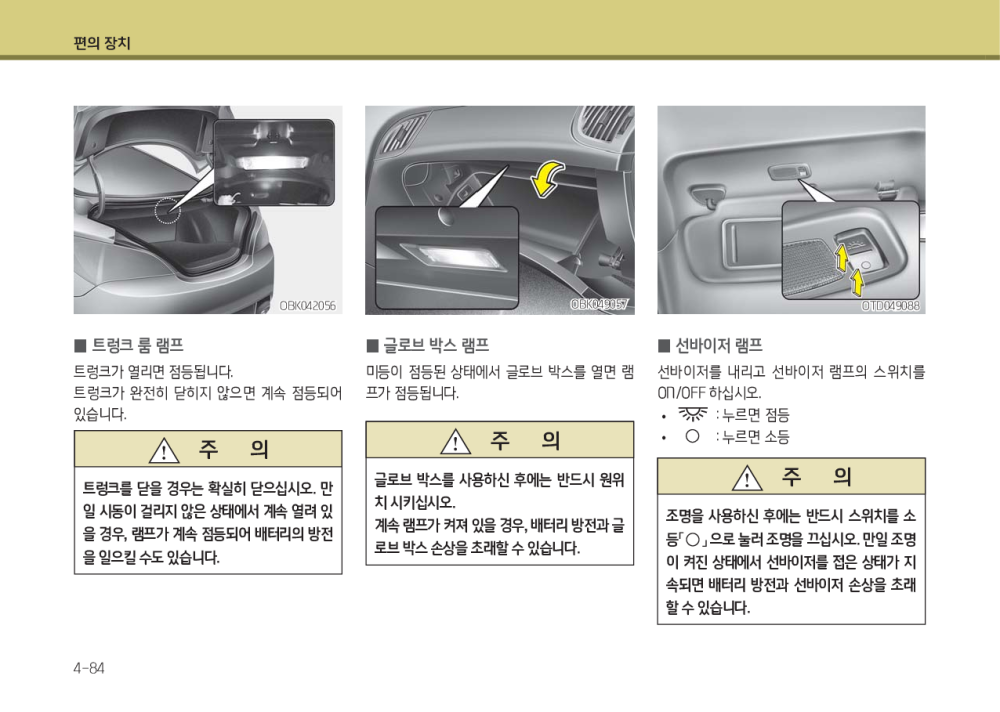 편의 장치
OBK042056
■ 트렁크 룸 램프
트렁크가 열리면 점등됩니다.
트렁크가 완전히 닫히지 않으면 계속 점등되어
있습니다.
주 의
트렁크를 닫을 경우는 확실히 닫으십시오. 만
일 시동이 걸리지 않은 상태에서 계속 열려 있
을 경우, 램프가 계속 점등되어 배터리의 방전
을 일으킬 수도 있습니다.
OBK049057
■ 글로브 박스 램프
미등이 점등된 상태에서 글로브 박스를 열면 램
프가 점등됩니다.
주 의
글로브 박스를 사용하신 후에는 반드시 원위
치 시키십시오.
계속 램프가 켜져 있을 경우, 배터리 방전과 글
로브 박스 손상을 초래할 수 있습니다.
OTD049088
■ 선바이저 램프
선바이저를 내리고 선바이저 램프의 스위치를
ON/OFF 하십시오.
• : 누르면 점등
• ○ : 누르면 소등
주 의
조명을 사용하신 후에는 반드시 스위치를 소
등「○」으로 눌러 조명을 끄십시오. 만일 조명
이 켜진 상태에서 선바이저를 접은 상태가 지
속되면 배터리 방전과 선바이저 손상을 초래
할 수 있습니다.
4-84